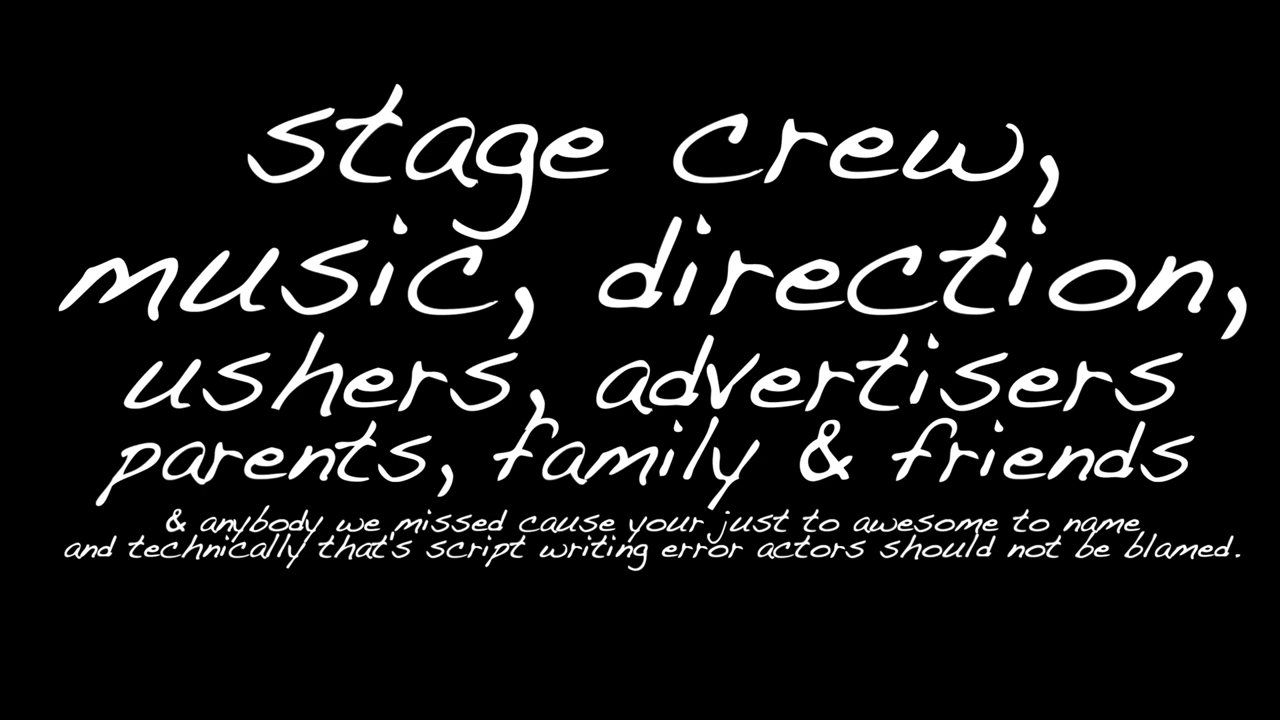 stage crew,
music, direction,
ushers, advertisers
parents, family & friends
& anybody we missed cause your just to awesome to name
and technically that's script writing error actors should not be blamed.